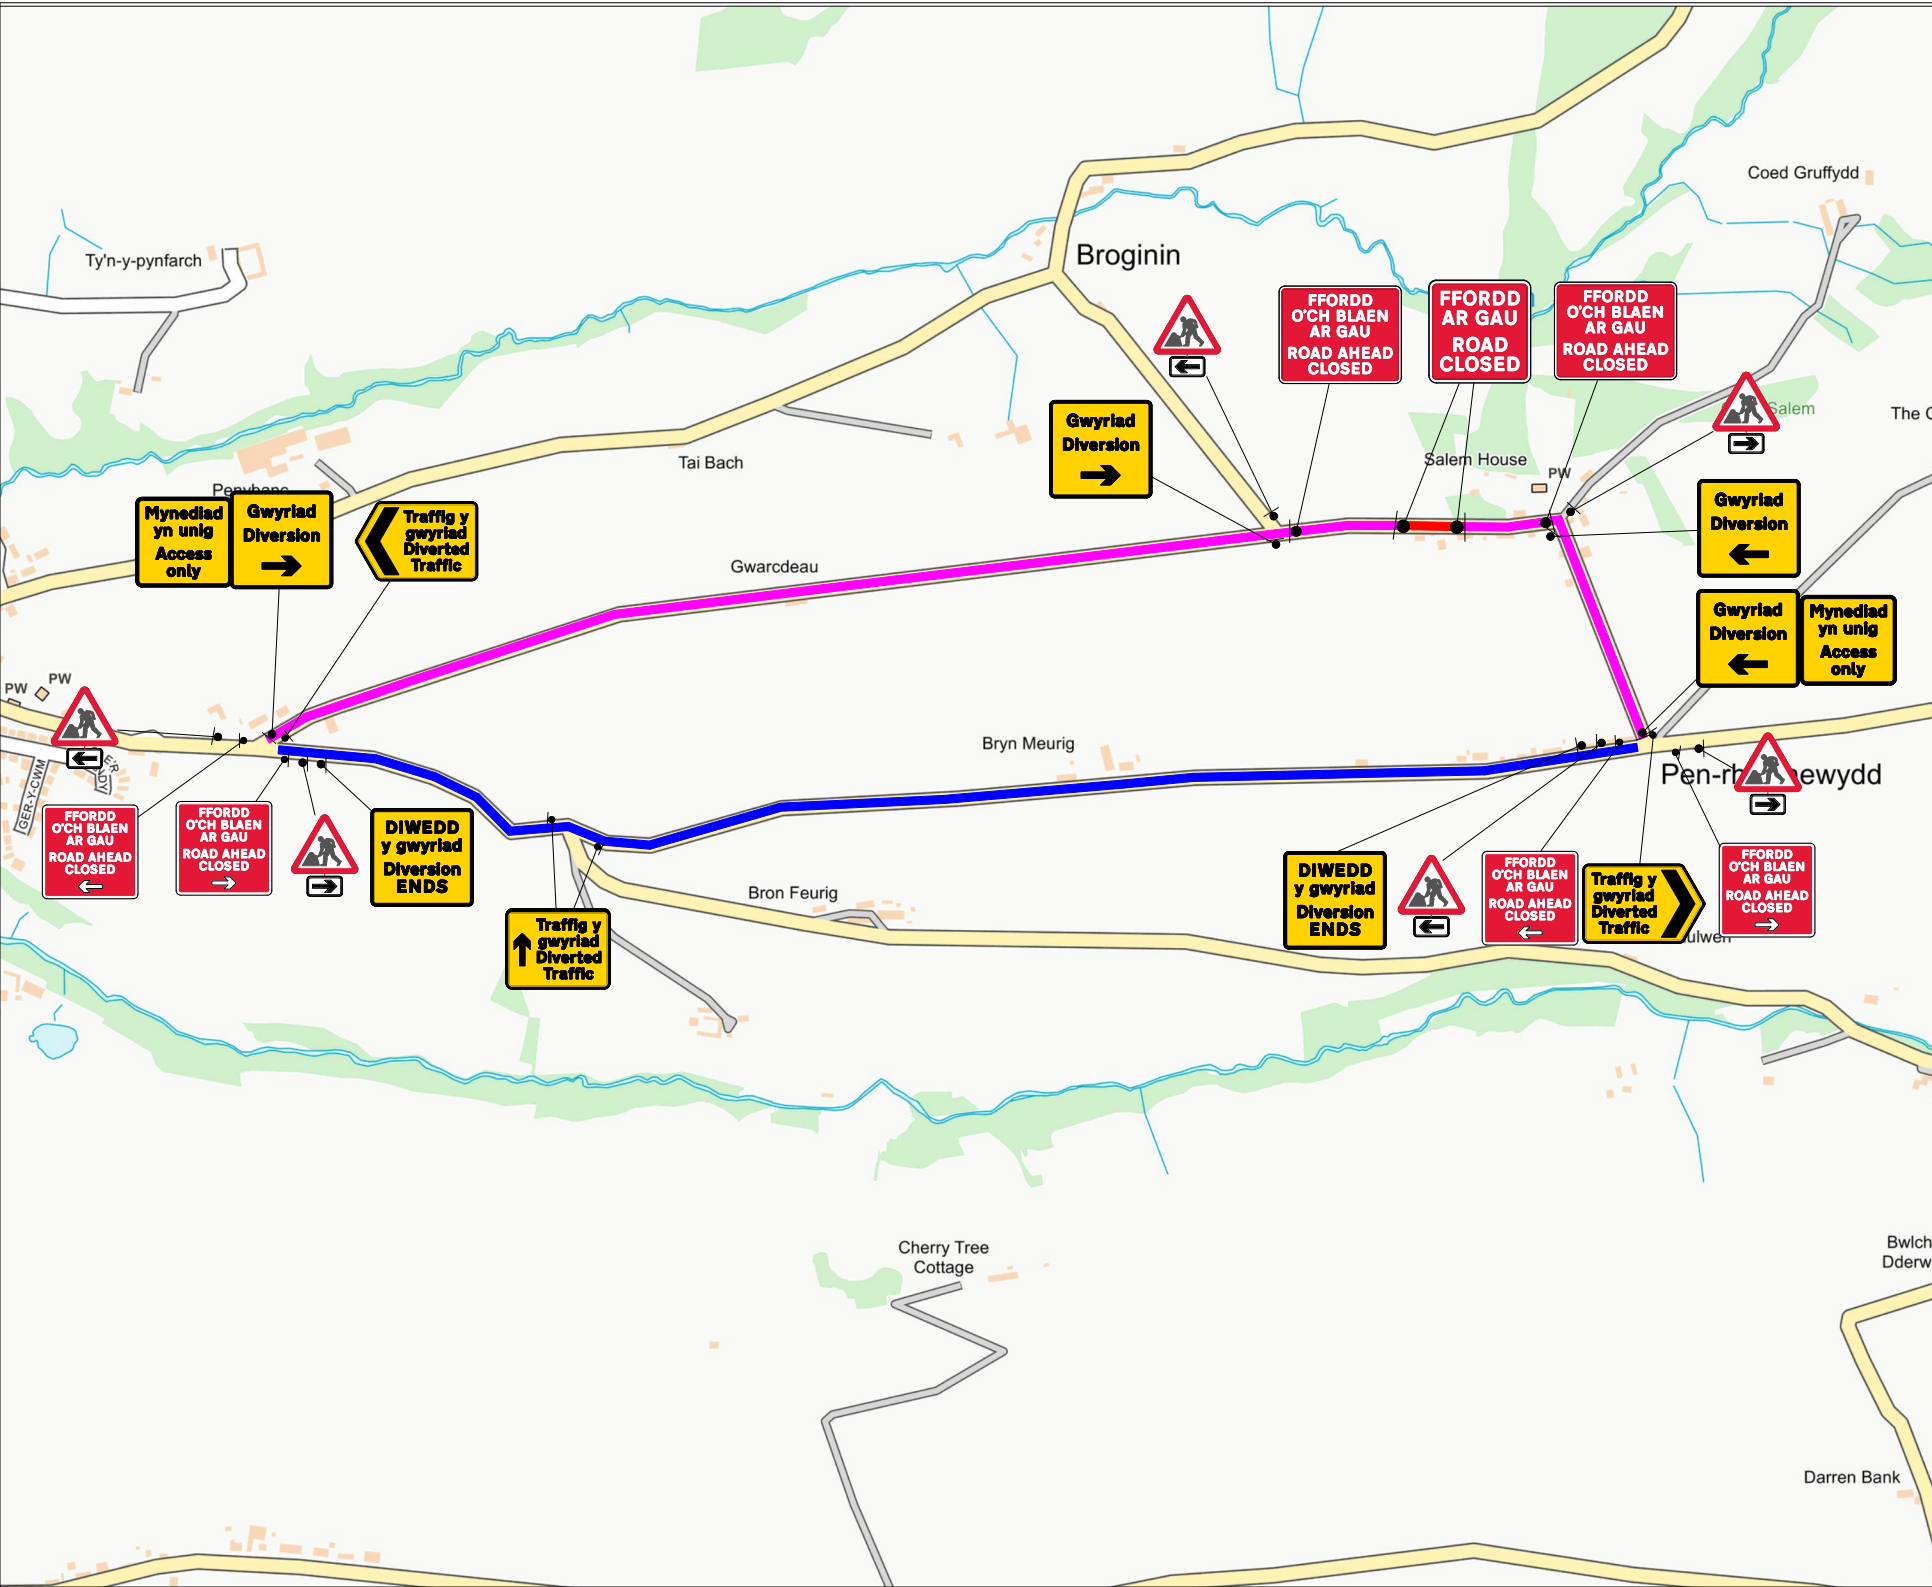 Coed Gruffydd
Ty'n-y-pynfarch
Broginin
FFORDD
O'CH BLAEN
AR GAU
ROAD AHEAD
CLOSED
FFORDD
AR GAU
ROAD
CLOSED
FFORDD
O'CH BLAEN
AR GAU
ROAD AHEAD
CLOSED
Salem
The
Gwyriad
Diversion
Tai Bach
Salem House
PW
Penybanc
Mynediad
yn unig
Access
only
Gwyriad
Diversion
Traffig y
gwyriad
Diverted
Traffic
Gwyriad
Diversion
Gwarcdeau
Gwyriad
Diversion
Mynediad
yn unig
Access
only
PW
PW
Bryn Meurig
GER-Y-CWM
FFORDD
O'CH BLAEN
AR GAU
ROAD AHEAD
CLOSED
FFORDD
O'CH BLAEN
AR GAU
ROAD AHEAD
CLOSED
DIWEDD
y gwyriad
Diversion
ENDS
Bron Feurig
Traffig y
gwyriad
Diverted
Traffic
DIWEDD
y gwyriad
Diversion
ENDS
FFORDD
O'CH BLAEN
AR GAU
ROAD AHEAD
CLOSED
Traffig y
gwyriad
Diverted
Traffic
FFORDD
O'CH BLAEN
AR GAU
ROAD AHEAD
CLOSED
Cherry Tree
Cottage
Bwlch
Dderw
Darren Bank